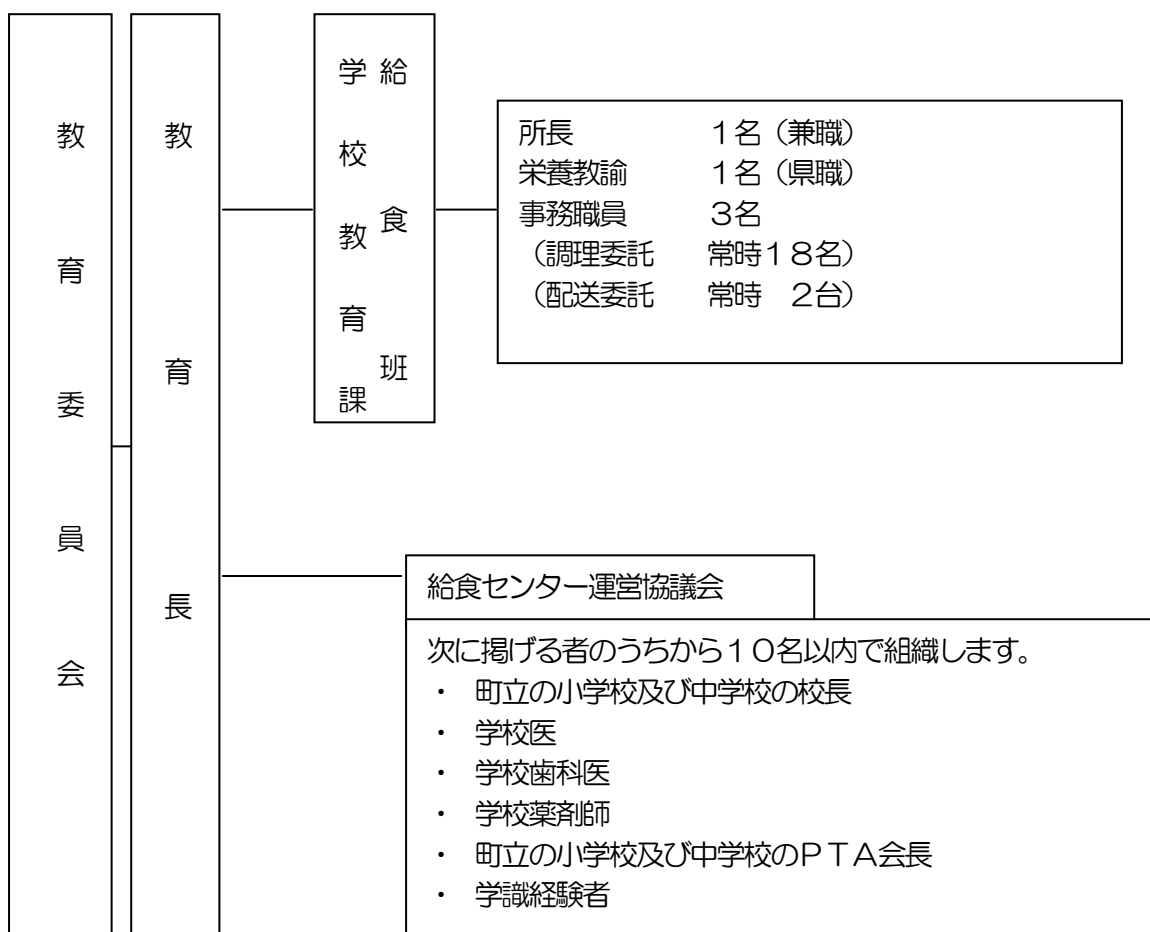 教育委員会
教育長
学校教育課
給食班
所長　　　　１名（兼職）
栄養教諭　　１名（県職）
事務職員　　３名
（調理委託　　常時１８名）
（配送委託　　常時　２台）
給食センター運営協議会
次に掲げる者のうちから１０名以内で組織します。
・　町立の小学校及び中学校の校長
・　学校医
・　学校歯科医
・　学校薬剤師
・　町立の小学校及び中学校のＰＴＡ会長
・　学識経験者